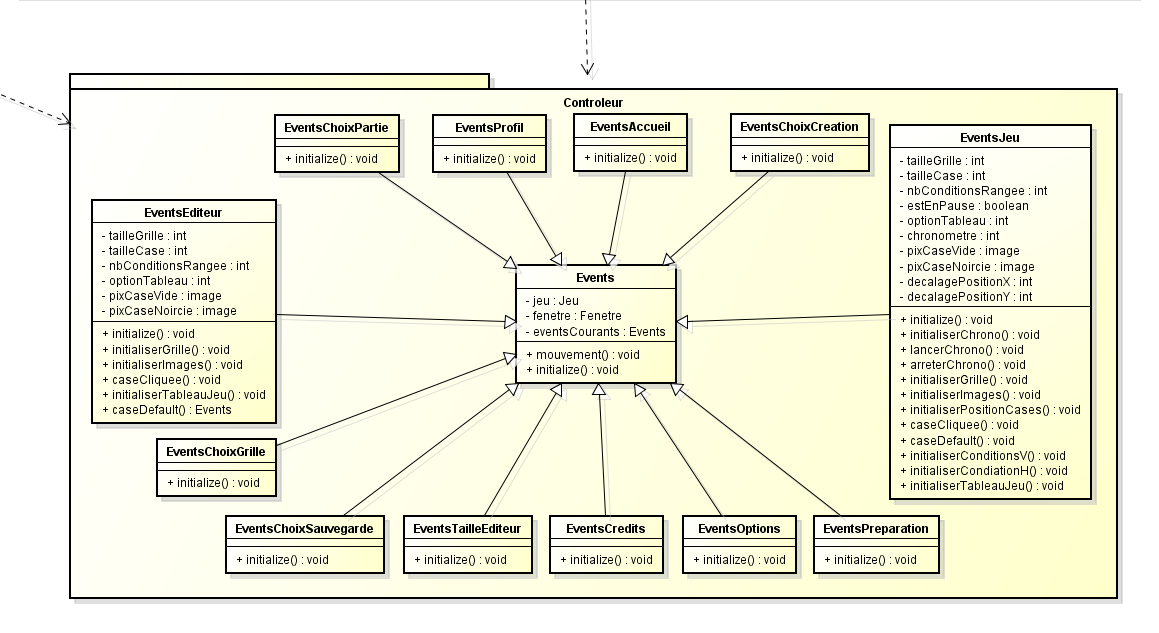 Controleur
EventsChoixPartie
+ initialize() : void
EventsProfil
+ initialize() : void
EventsAccueil
+ initialize() : void
EventsChoixCreation
+ initialize() : void
EventsJeu
- tailleGrille : int
- tailleCase : int
- nbConditionsRangee : int
- estEnPause : boolean
- optionTableau : int
- chronometre : int
- pixCaseVide : image
- pixCaseNoircie : image
- decalagePositionX : int
- decalagePositionY : int
+ initialize() : void
+ initialiserChrono() : void
+ lancerChrono() : void
+ arreterChrono() : void
+ initialiserGrille() : void
+ initialiserImages() : void
+ initialiserPositionCases() : void
+ caseCliquee() : void
+ caseDefault() : void
+ initialiserConditionsV() : void
+ initialiserCondiationH() : void
+ initialiserTableauJeu() : void
EventsEditeur
- tailleGrille : int
- tailleCase : int
- nbConditionsRangee : int
- optionTableau : int
- pixCaseVide : image
- pixCaseNoircie : image
+ initialize() : void
+ initialiserGrille() : void
+ initialiserImages() : void
+ caseCliquee() : void
+ initialiserTableauJeu() : void
+ caseDefault() : Events
Events
- jeu : Jeu
- fenetre : Fenetre
- eventsCourants : Events
+ mouvement() : void
+ initialize() : void
EventsChoixGrille
+ initialize() : void
EventsChoixSauvegarde
+ initialize() : void
EventsTailleEditeur
+ initialize() : void
EventsCredits
+ initialize() : void
EventsOptions
+ initialize() : void
EventsPreparation
+ initialize() : void